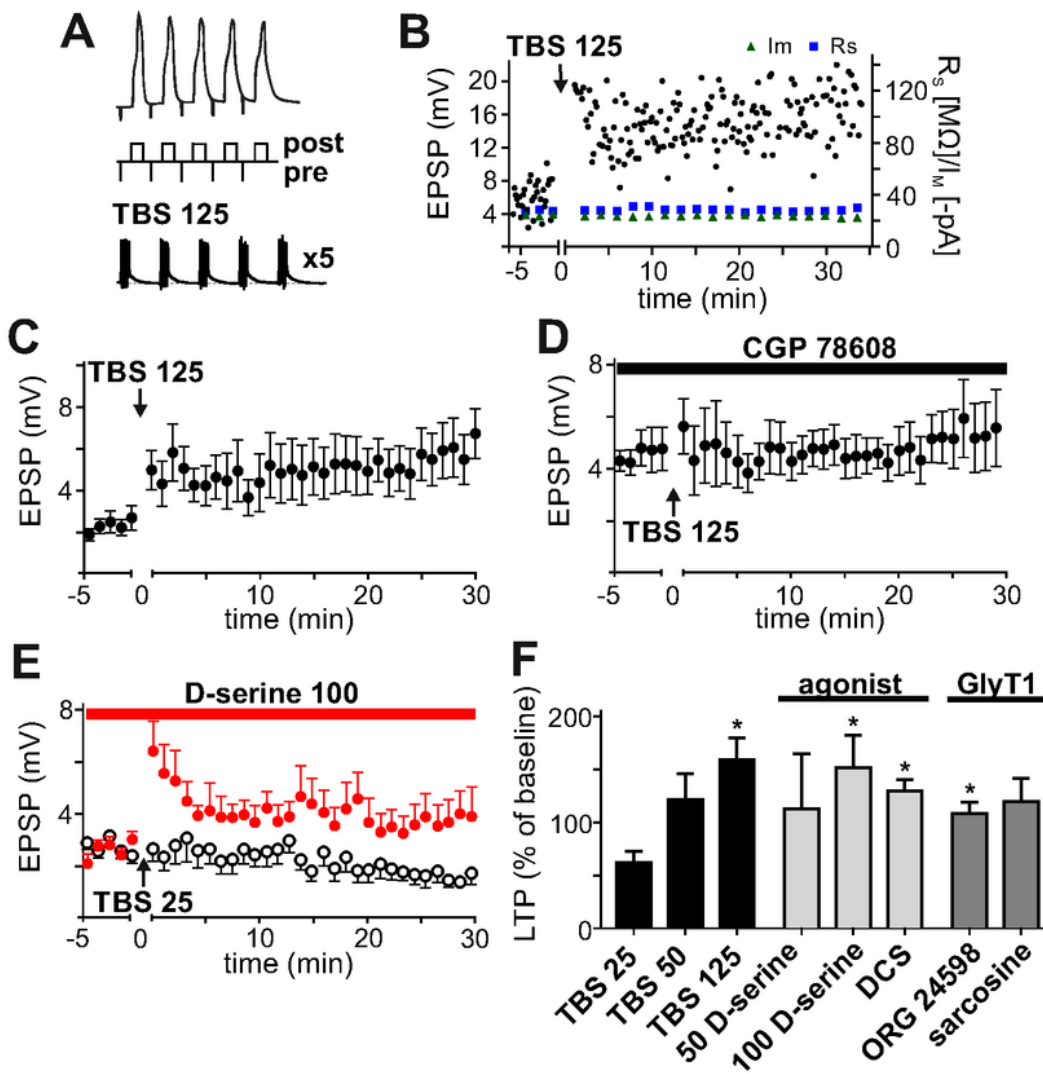 A
post
pre
TBS 125
x5
B
TBS 125
Im
Rs
EPSP (mV)
20
16
12
8
4
120
80
60
40
20
0
Rs [MΩ]/IM [-pA]
-5
0
10
20
30
time (min)
C
TBS 125
EPSP (mV)
8
4
-5
0
10
20
30
time (min)
D
CGP 78608
EPSP (mV)
8
4
TBS 125
-5
0
10
20
30
time (min)
E
D-serine 100
EPSP (mV)
8
4
TBS 25
-5
0
10
20
30
time (min)
F
agonist
GlyT1
LTP (% of baseline)
200
100
0
*
*
*
*
TBS 25
TBS 50
TBS 125
50 D-serine
100 D-serine
DCS
ORG 24598
sarcosine